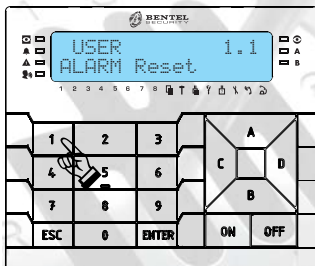 BENTEL
SECURITY
USER 1.1
ALARM Reset
A
B
1 2 3 4 5 6 7 8
1 2 3
4 5 6
7 8 9
ESC 0 ENTER
A
C D
B
ON OFF